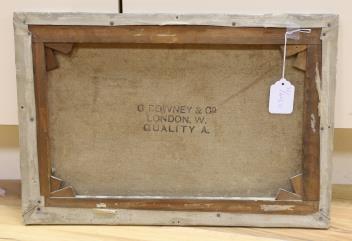 G ROWNEY & CO
LONDON, W.
QUALITY A.